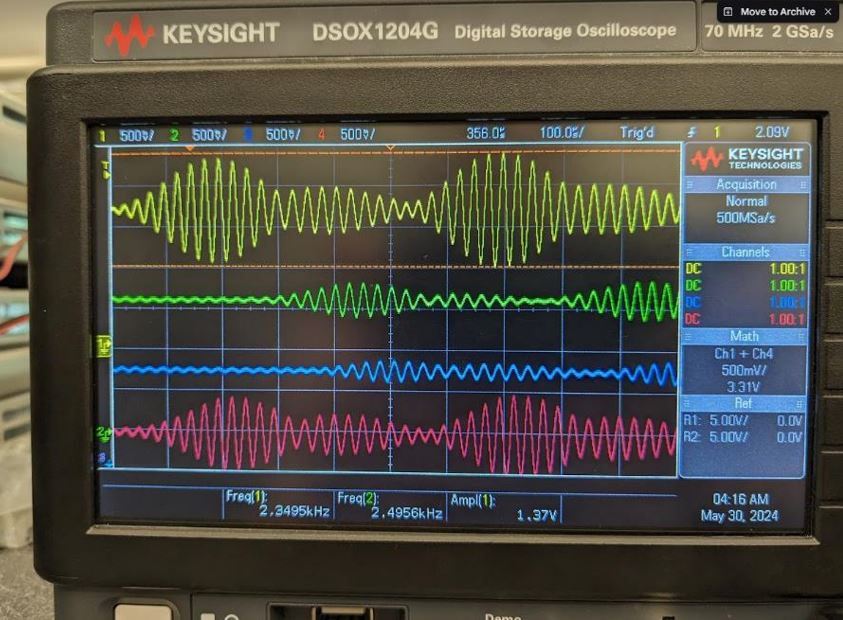 Move to Archive ×
KEYSIGHT DSOX1204G Digital Storage Oscilloscope 70 MHz 2 GSa/s
1 500mV/ 2 500mV/ 3 500mV/ 4 500mV/ 356.0% 100.0%/ Trig'd 1 2.09V
T
KEYSIGHT
TECHNOLOGIES
Acquisition
Normal
500MSa/s
Channels
DC 1.00:1
DC 1.00:1
DC 1.00:1
DC 1.00:1
Math
Ch1 + Ch4
500mV/
3.31V
Ref
R1: 5.00V/ 0.0V
R2: 5.00V/ 0.0V
Freq(1): Freq(2): Ampl(1):
2.3495kHz 2.4956kHz 1.37V
04:16 AM
May 30, 2024
Demo